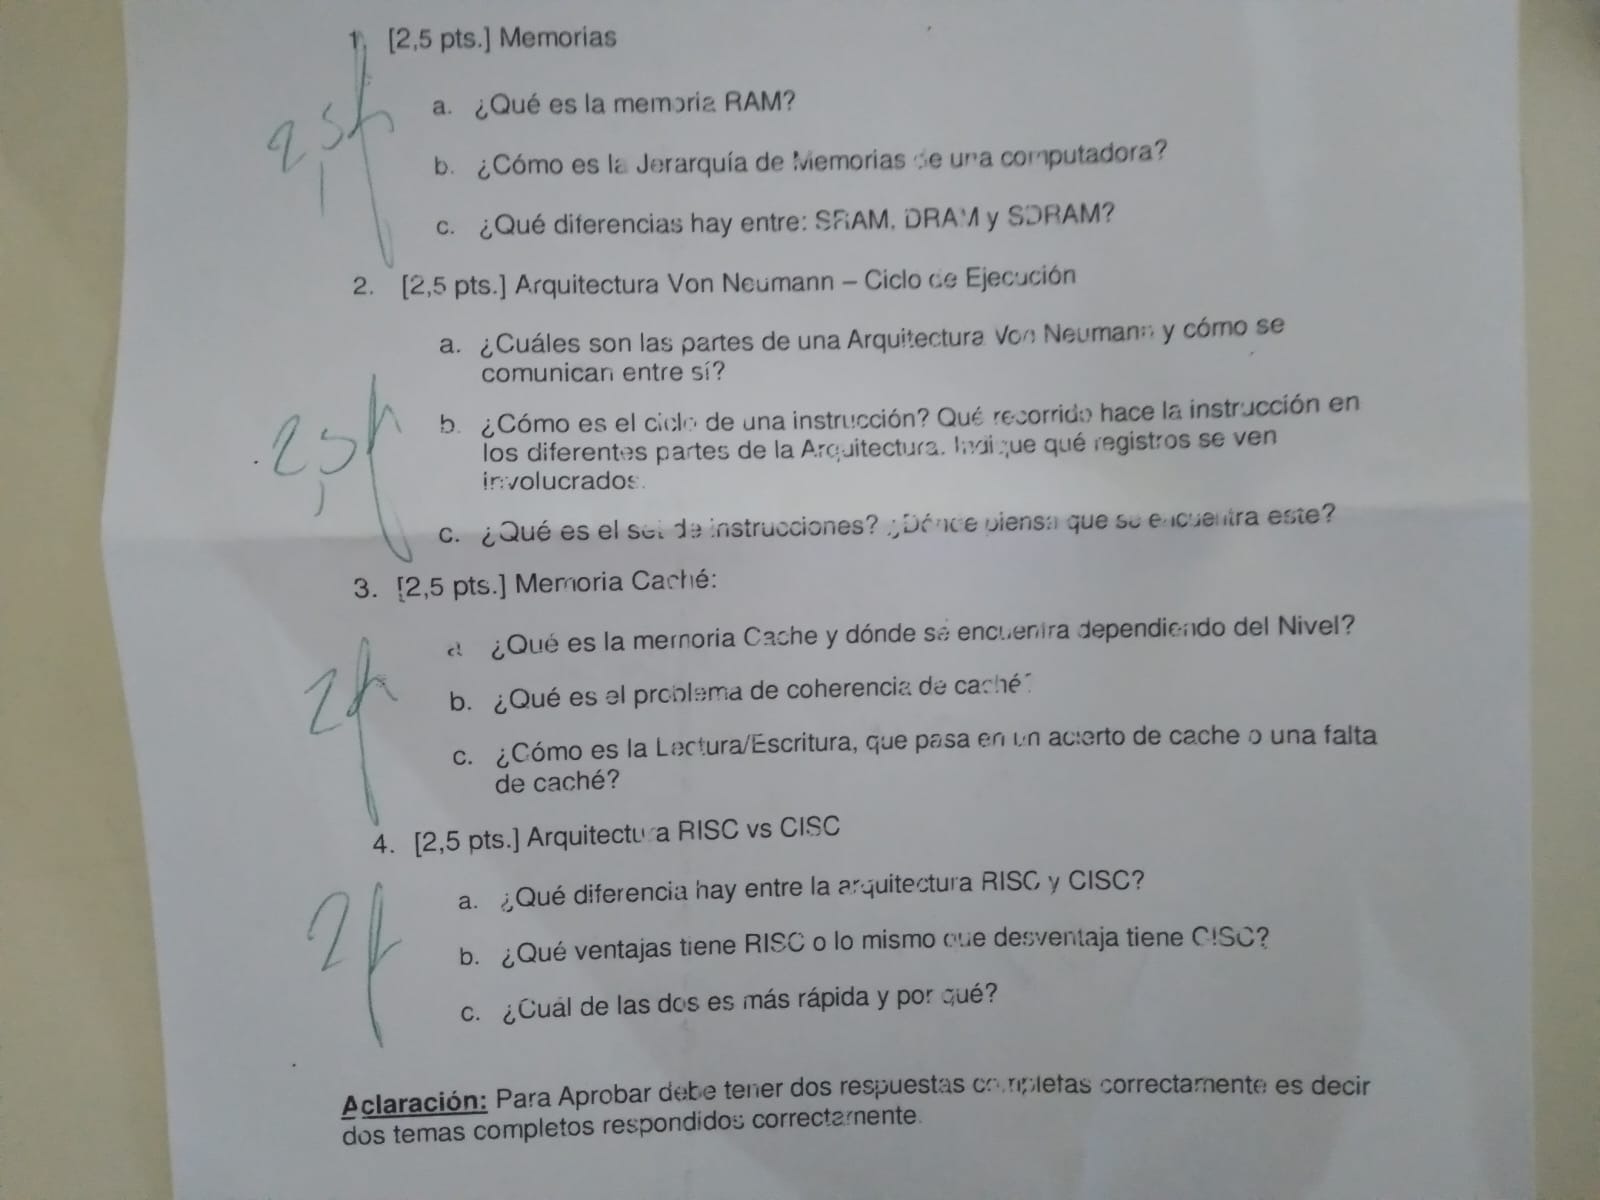 1. [2,5 pts.] Memorias
a. ¿Qué es la memoria RAM?
b. ¿Cómo es la Jerarquía de Memorias de una computadora?
c. ¿Qué diferencias hay entre: SRAM, DRAM y SDRAM?
2,5
2. [2,5 pts.] Arquitectura Von Neumann – Ciclo de Ejecución
a. ¿Cuáles son las partes de una Arquitectura Von Neumann y cómo se
comunican entre sí?
b. ¿Cómo es el ciclo de una instrucción? Qué recorrido hace la instrucción en
los diferentes partes de la Arquitectura. Indique qué registros se ven
involucrados.
c. ¿Qué es el set de instrucciones? ¿Dónde piensa que se encuentra este?
2,5
3. [2,5 pts.] Memoria Caché:
a ¿Qué es la memoria Cache y dónde se encuentra dependiendo del Nivel?
b. ¿Qué es el problema de coherencia de caché?
c. ¿Cómo es la Lectura/Escritura, que pasa en un acierto de cache o una falta
de caché?
2
4. [2,5 pts.] Arquitectura RISC vs CISC
a. ¿Qué diferencia hay entre la arquitectura RISC y CISC?
b. ¿Qué ventajas tiene RISC o lo mismo que desventaja tiene CISC?
c. ¿Cuál de las dos es más rápida y por qué?
2
Aclaración: Para Aprobar debe tener dos respuestas completas correctamente es decir
dos temas completos respondidos correctamente.